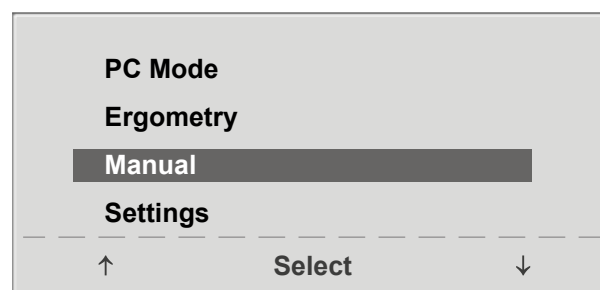 PC Mode
Ergometry
Manual
Settings
↑ Select ↓